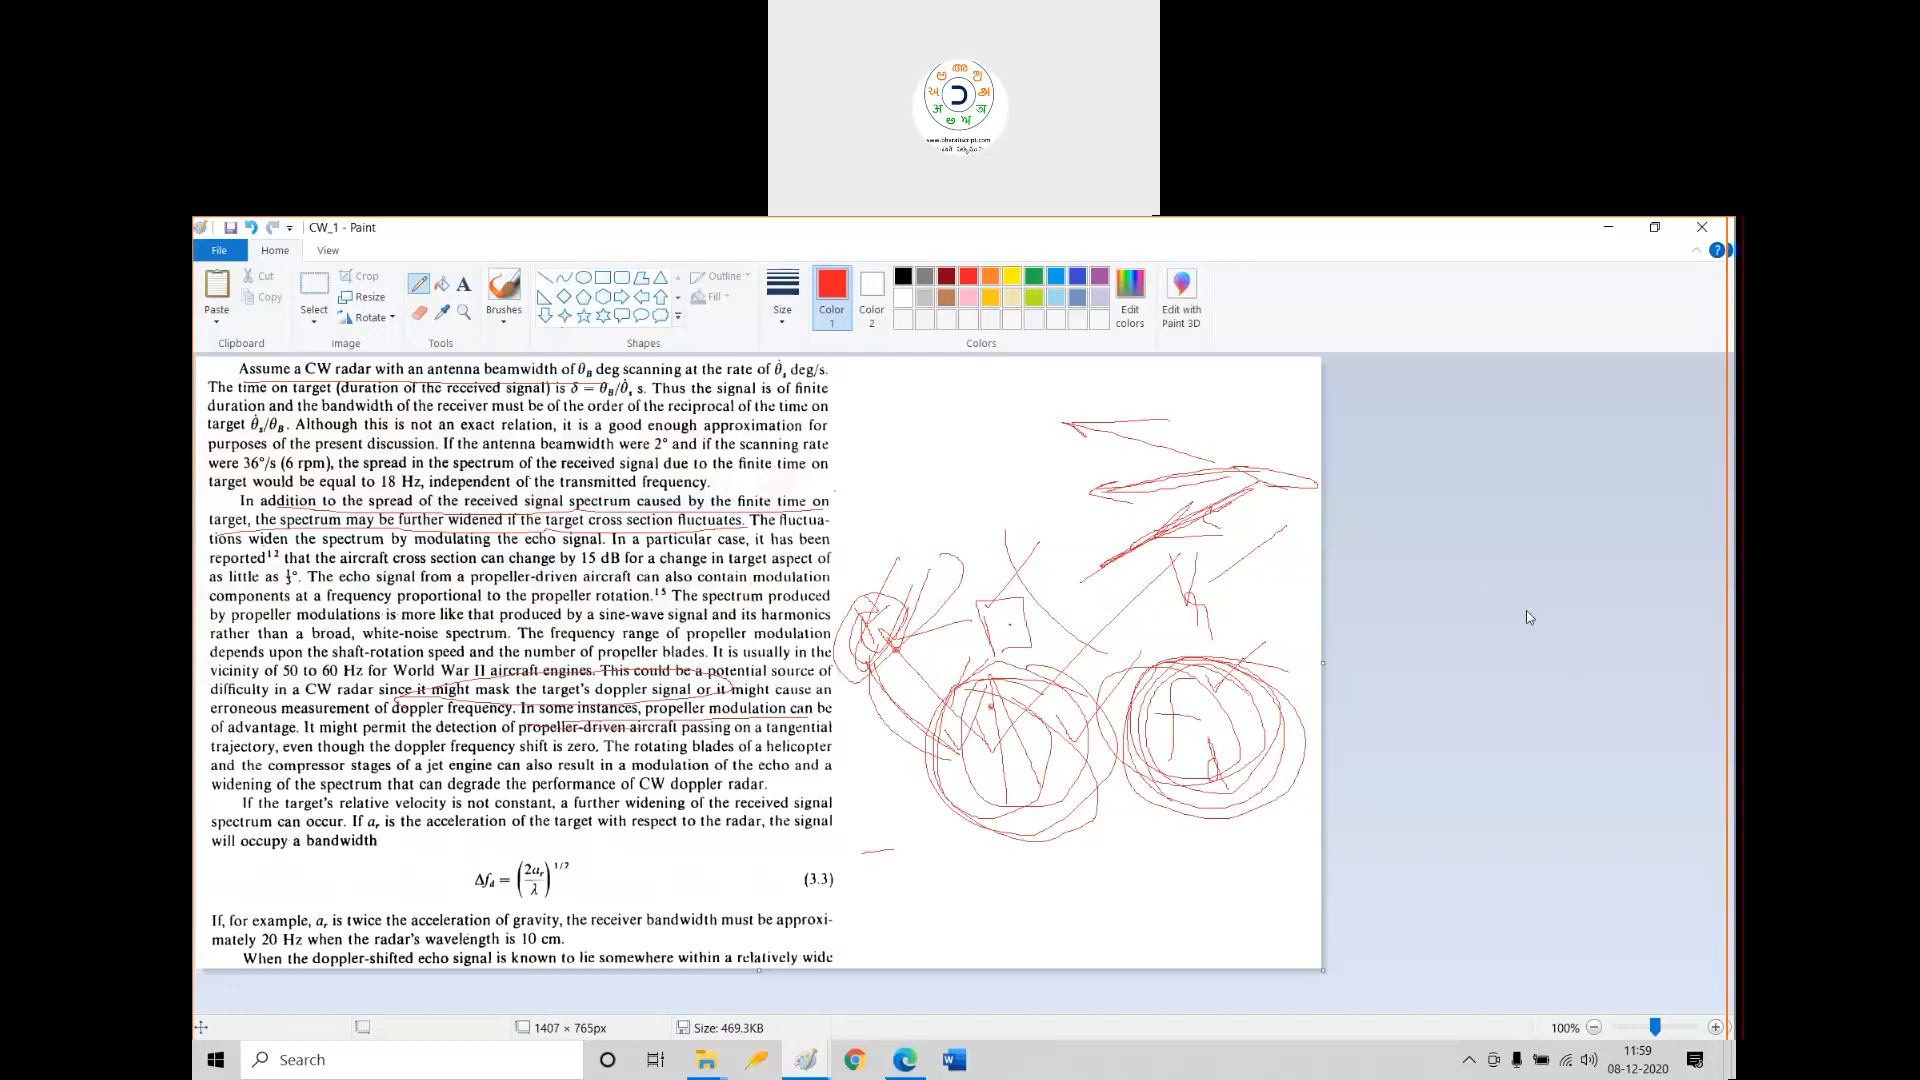 അ
అ
ઘ
અ
ക
अ
অ
ਅ
www.bharatiscript.com
CW_1 - Paint
File
Home
View
Paste
Cut
Copy
Clipboard
Select
Crop
Resize
Rotate
Image
A
Tools
Brushes
Outline
Fill
Shapes
Size
Color 1
Color 2
Edit colors
Edit with Paint 3D
Colors
Assume a CW radar with an antenna beamwidth of θ_B deg scanning at the rate of θ̇_s deg/s.
The time on target (duration of the received signal) is δ = θ_B/θ̇_s s. Thus the signal is of finite
duration and the bandwidth of the receiver must be of the order of the reciprocal of the time on
target θ̇_s/θ_B. Although this is not an exact relation, it is a good enough approximation for
purposes of the present discussion. If the antenna beamwidth were 2° and if the scanning rate
were 36°/s (6 rpm), the spread in the spectrum of the received signal due to the finite time on
target would be equal to 18 Hz, independent of the transmitted frequency.
In addition to the spread of the received signal spectrum caused by the finite time on
target, the spectrum may be further widened if the target cross section fluctuates. The fluctua-
tions widen the spectrum by modulating the echo signal. In a particular case, it has been
reported¹² that the aircraft cross section can change by 15 dB for a change in target aspect of
as little as ⅓°. The echo signal from a propeller-driven aircraft can also contain modulation
components at a frequency proportional to the propeller rotation.¹⁵ The spectrum produced
by propeller modulations is more like that produced by a sine-wave signal and its harmonics
rather than a broad, white-noise spectrum. The frequency range of propeller modulation
depends upon the shaft-rotation speed and the number of propeller blades. It is usually in the
vicinity of 50 to 60 Hz for World War II aircraft engines. This could be a potential source of
difficulty in a CW radar since it might mask the target's doppler signal or it might cause an
erroneous measurement of doppler frequency. In some instances, propeller modulation can be
of advantage. It might permit the detection of propeller-driven aircraft passing on a tangential
trajectory, even though the doppler frequency shift is zero. The rotating blades of a helicopter
and the compressor stages of a jet engine can also result in a modulation of the echo and a
widening of the spectrum that can degrade the performance of CW doppler radar.
If the target's relative velocity is not constant, a further widening of the received signal
spectrum can occur. If a_r is the acceleration of the target with respect to the radar, the signal
will occupy a bandwidth
Δf_d = (2a_r/λ)^1/2 (3.3)
If, for example, a_r is twice the acceleration of gravity, the receiver bandwidth must be approxi-
mately 20 Hz when the radar's wavelength is 10 cm.
When the doppler-shifted echo signal is known to lie somewhere within a relatively wide
1407 × 765px
Size: 469.3KB
100%
Search
11:59
08-12-2020